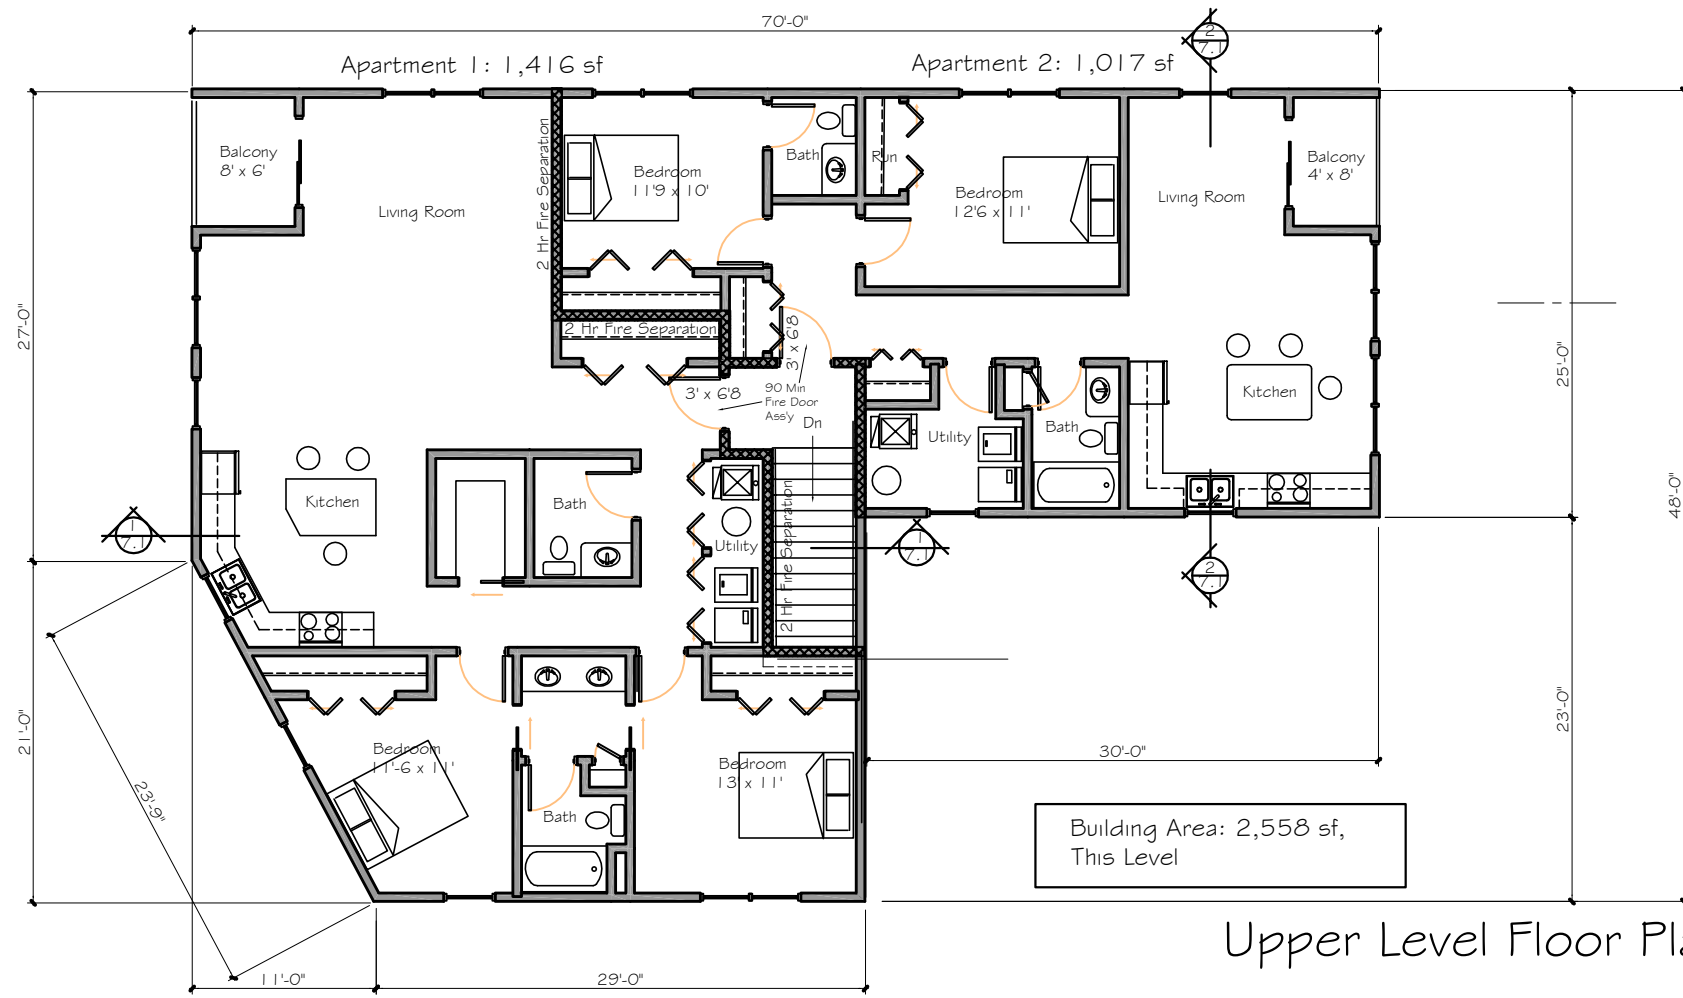 70'-0"
2
7.1
Apartment 1: 1,416 sf
Apartment 2: 1,017 sf
2 Hr Fire Separation
Balcony
8' x 6'
Living Room
Bedroom
11'9 x 10'
Bath
Run
Bedroom
12'6 x 11'
Living Room
Balcony
4' x 8'
27'-0"
25'-0"
48'-0"
2 Hr Fire Separation
3' x 6'8
3' x 6'8
90 Min
Fire Door
Ass'y
Dn
Kitchen
Utility
Bath
Kitchen
Bath
Utility
2 Hr Fire Separation
1
7.1
1
7.1
2
7.1
21'-0"
23'-9"
23'-0"
30'-0"
Bedroom
11'-6 x 11'
Bedroom
13' x 11'
Bath
Building Area: 2,558 sf,
This Level
Upper Level Floor Pla
11'-0"
29'-0"